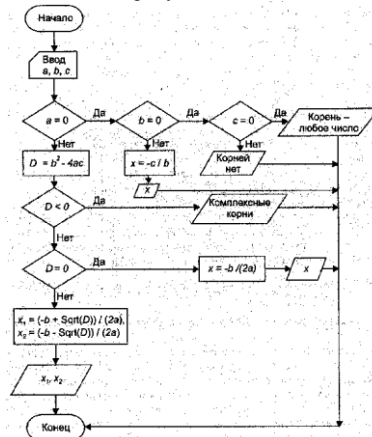 Начало
Ввод
a, b, c
a = 0
Да
b = 0
Да
c = 0
Да
Корень –
любое число
Нет
Нет
Нет
D = b² - 4ac
x = -c / b
Корней
нет
x
D < 0
Да
Комплексные
корни
Нет
D = 0
Да
x = -b /(2a)
x
Нет
x₁ = (-b + Sqrt(D)) / (2a),
x₂ = (-b - Sqrt(D)) / (2a)
x₁, x₂
Конец